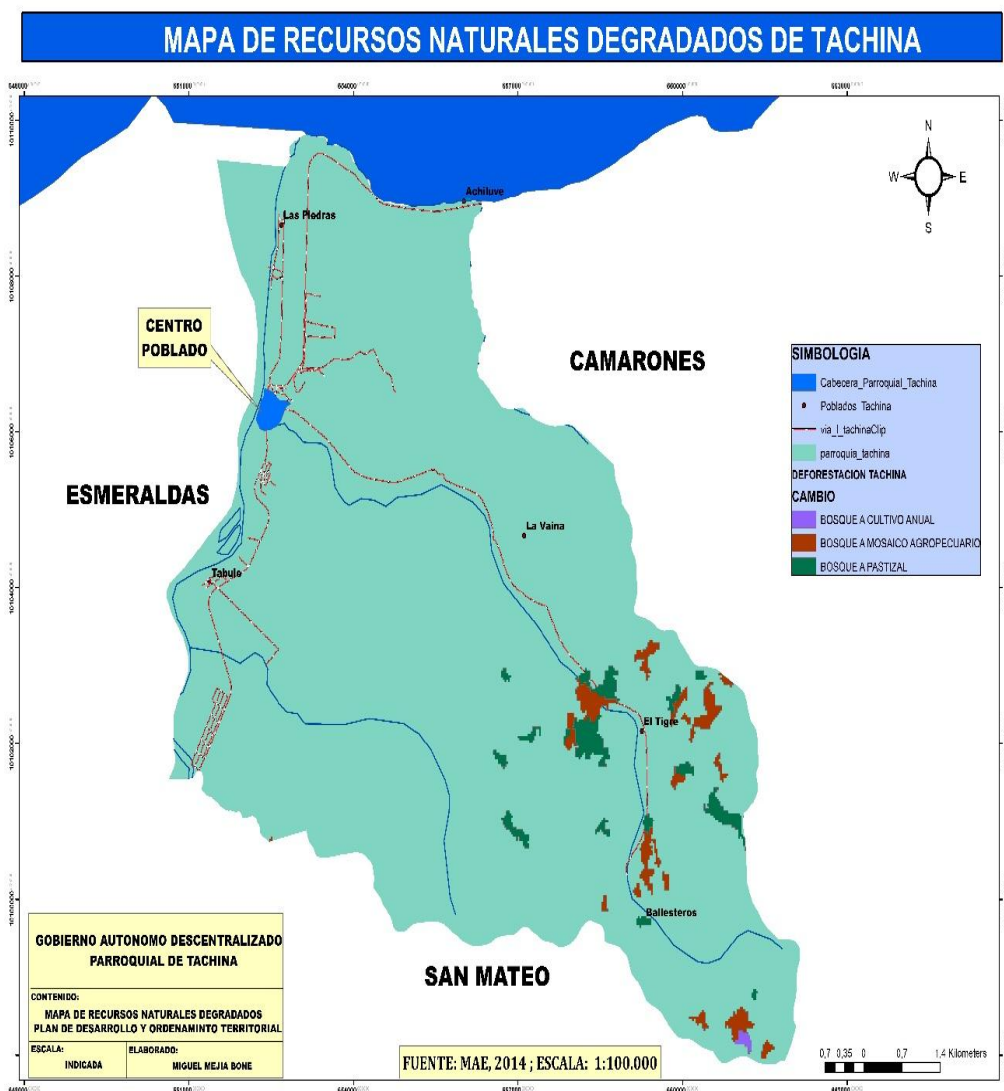 MAPA DE RECURSOS NATURALES DEGRADADOS DE TACHINA
N
W E
S
Achiluve
Las Piedras
CENTRO
POBLADO
CAMARONES
SIMBOLOGIA
Cabecera_Parroquial_Tachina
Poblados Tachina
via_l_tachinaClip
parroquia_tachina
DEFORESTACION TACHINA
CAMBIO
BOSQUE A CULTIVO ANUAL
BOSQUE A MOSAICO AGROPECUARIO
BOSQUE A PASTIZAL
ESMERALDAS
La Vaina
Tabule
El Tigre
Ballesteros
SAN MATEO
GOBIERNO AUTONOMO DESCENTRALIZADO
PARROQUIAL DE TACHINA
CONTENIDO:
MAPA DE RECURSOS NATURALES DEGRADADOS
PLAN DE DESARROLLO Y ORDENAMINTO TERRITORIAL
ESCALA:
INDICADA
ELABORADO:
MIGUEL MEJIA BONE
FUENTE: MAE, 2014 ; ESCALA: 1:100.000
0,7 0,35 0 0,7 1,4 Kilometers